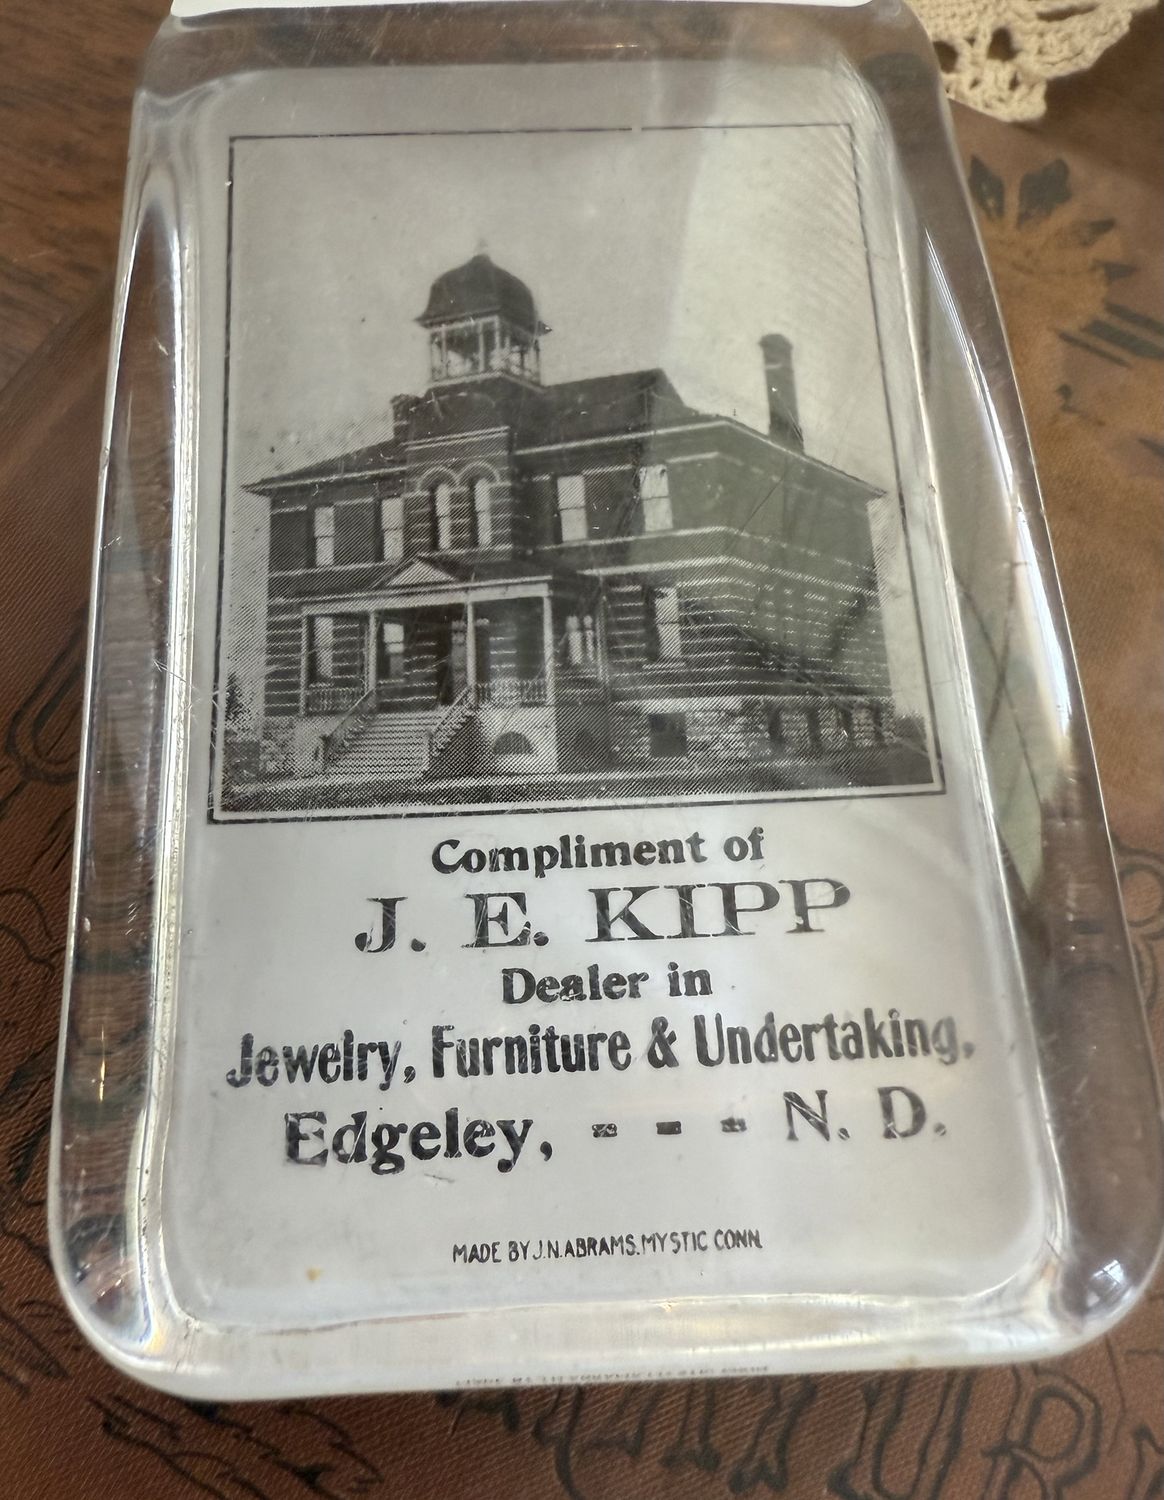 Compliment of
J. E. KIPP
Dealer in
Jewelry, Furniture & Undertaking,
Edgeley, - - - N. D.
MADE BY J.N.ABRAMS.MYSTIC CONN.